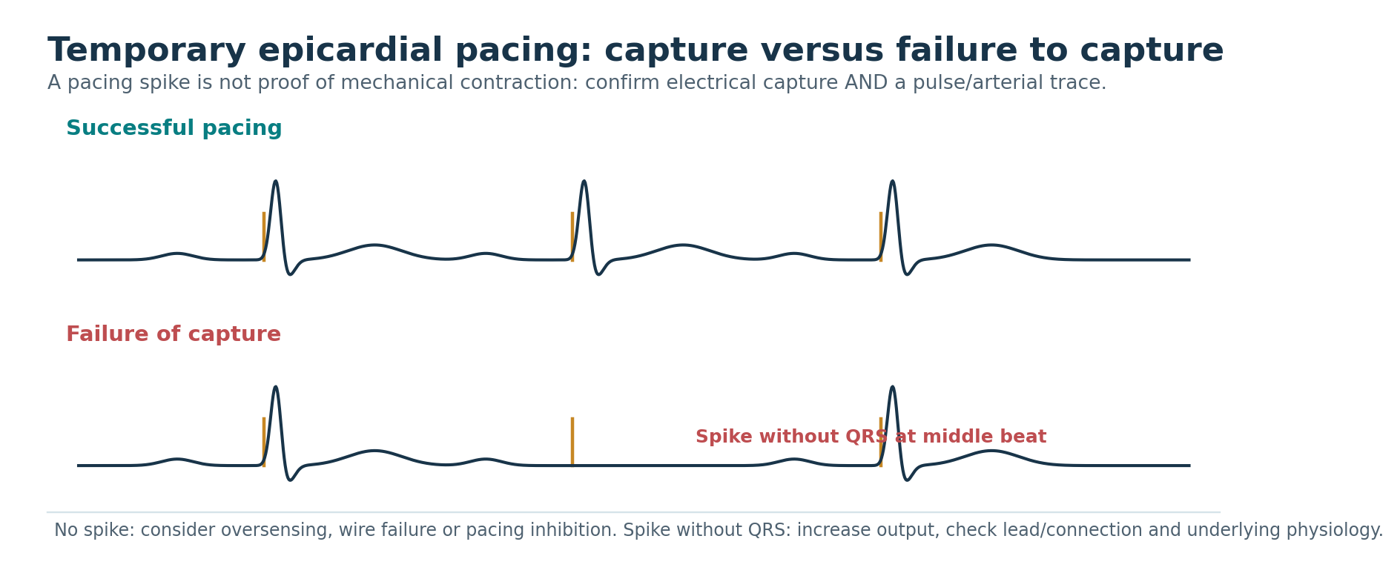 Temporary epicardial pacing: capture versus failure to capture
A pacing spike is not proof of mechanical contraction: confirm electrical capture AND a pulse/arterial trace.
Successful pacing
Failure of capture
Spike without QRS at middle beat
No spike: consider oversensing, wire failure or pacing inhibition. Spike without QRS: increase output, check lead/connection and underlying physiology.